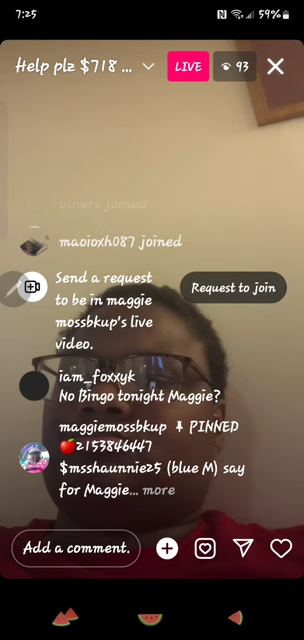 7:25
59%
Help plz $718 ...
LIVE
93
others joined
maoioxh087 joined
Send a request
to be in maggie
mossbkup's live
video.
Request to join
iam_foxxyk
No Bingo tonight Maggie?
maggiemossbkup PINNED
🍎2153846447
$msshaunnie25 (blue M) say
for Maggie... more
Add a comment.